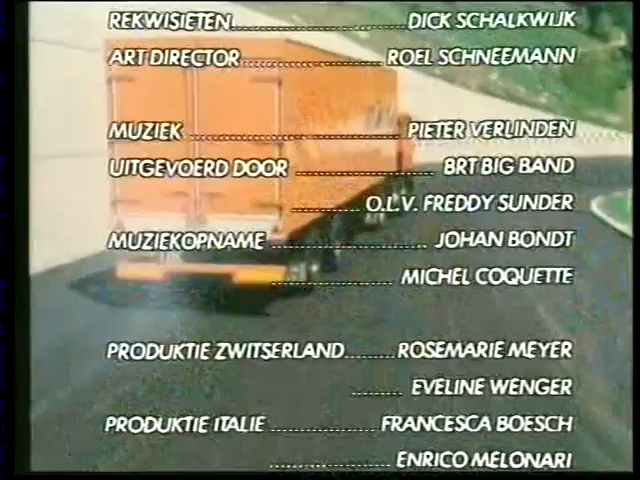 REKWISIETEN..............................DICK SCHALKWIJK
ART DIRECTOR........................ROEL SCHNEEMANN
MUZIEK.....................................PIETER VERLINDEN
UITGEVOERD DOOR.......................BRT BIG BAND
............O.L.V. FREDDY SUNDER
MUZIEKOPNAME...........................JOHAN BONDT
....................MICHEL COQUETTE
PRODUKTIE ZWITSERLAND........ROSEMARIE MEYER
........EVELINE WENGER
PRODUKTIE ITALIE..................FRANCESCA BOESCH
....................ENRICO MELONARI